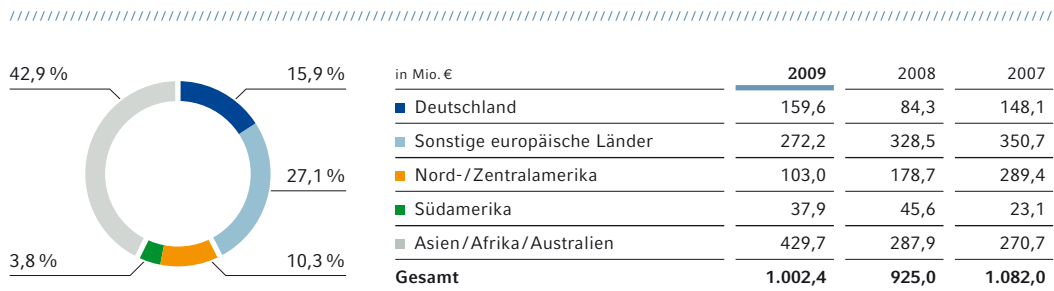 42,9 %
15,9 %
27,1 %
3,8 %
10,3 %
in Mio. € 2009 2008 2007
Deutschland 159,6 84,3 148,1
Sonstige europäische Länder 272,2 328,5 350,7
Nord-/Zentralamerika 103,0 178,7 289,4
Südamerika 37,9 45,6 23,1
Asien/Afrika/Australien 429,7 287,9 270,7
Gesamt 1.002,4 925,0 1.082,0